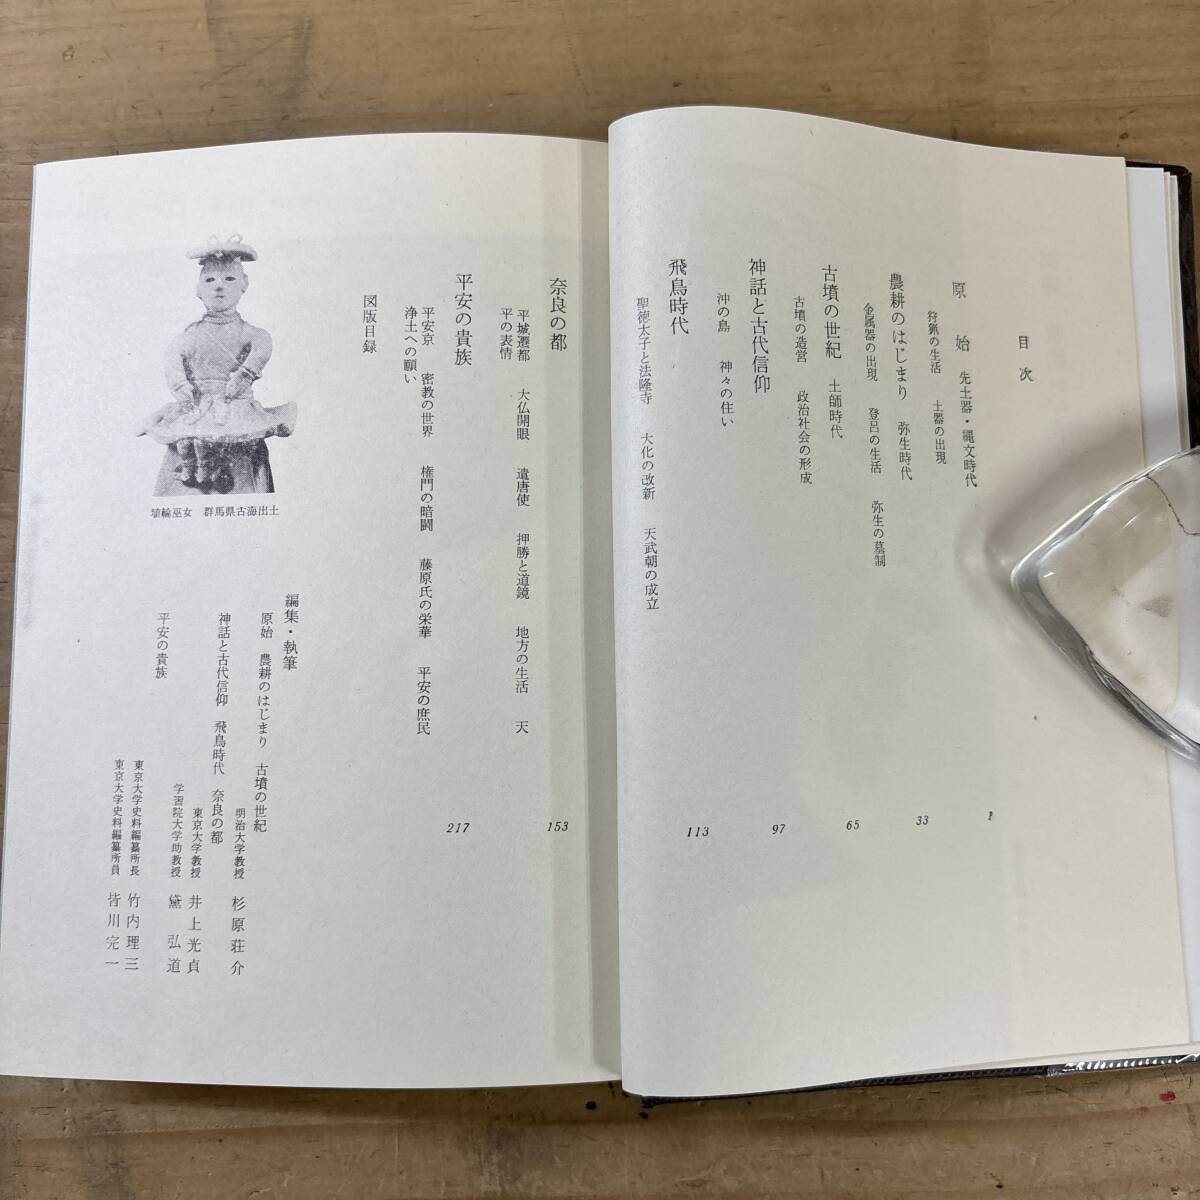 目次
原始　先土器・縄文時代
狩猟の生活　土器の出現
1
農耕のはじまり　弥生時代
金属器の出現　登呂の生活　弥生の墓制
33
古墳の世紀　土師時代
古墳の造営　政治社会の形成
65
神話と古代信仰
沖の島　神々の住い
97
飛鳥時代
聖徳太子と法隆寺　大化の改新　天武朝の成立
113
奈良の都
平城遷都　大仏開眼　遣唐使　押勝と道鏡　地方の生活　天
平の表情
153
平安の貴族
平安京　密教の世界　権門の暗闘　藤原氏の栄華　平安の庶民
浄土への願い
217
図版目録
埴輪巫女　群馬県古海出土
編集・執筆
原始　農耕のはじまり　古墳の世紀
明治大学教授　杉原荘介
神話と古代信仰　飛鳥時代　奈良の都
東京大学教授　井上光貞
学習院大学助教授　黛弘道
平安の貴族
東京大学史料編纂所長　竹内理三
東京大学史料編纂所員　皆川完一